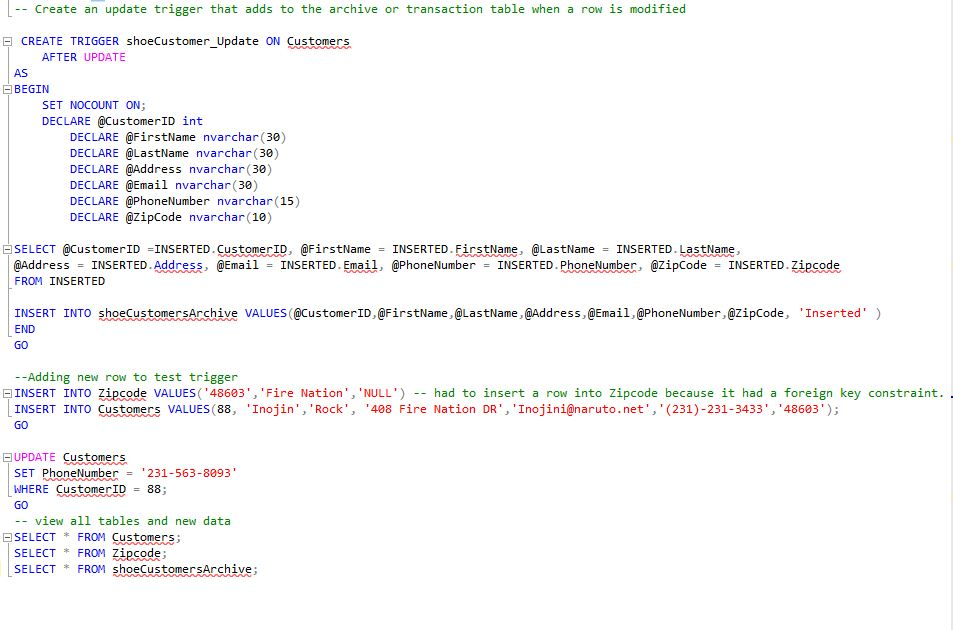 -- Create an update trigger that adds to the archive or transaction table when a row is modified
CREATE TRIGGER shoeCustomer_Update ON Customers
AFTER UPDATE
AS
BEGIN
SET NOCOUNT ON;
DECLARE @CustomerID int
DECLARE @FirstName nvarchar(30)
DECLARE @LastName nvarchar(30)
DECLARE @Address nvarchar(30)
DECLARE @Email nvarchar(30)
DECLARE @PhoneNumber nvarchar(15)
DECLARE @ZipCode nvarchar(10)
SELECT @CustomerID =INSERTED.CustomerID, @FirstName = INSERTED.FirstName, @LastName = INSERTED.LastName,
@Address = INSERTED.Address, @Email = INSERTED.Email, @PhoneNumber = INSERTED.PhoneNumber, @ZipCode = INSERTED.Zipcode
FROM INSERTED
INSERT INTO shoeCustomersArchive VALUES(@CustomerID,@FirstName,@LastName,@Address,@Email,@PhoneNumber,@ZipCode, 'Inserted' )
END
GO
--Adding new row to test trigger
INSERT INTO Zipcode VALUES('48603','Fire Nation','NULL') -- had to insert a row into Zipcode because it had a foreign key constraint.
INSERT INTO Customers VALUES(88, 'Inojin','Rock', '408 Fire Nation DR','Inojini@naruto.net','(231)-231-3433','48603');
GO
UPDATE Customers
SET PhoneNumber = '231-563-8093'
WHERE CustomerID = 88;
GO
-- view all tables and new data
SELECT * FROM Customers;
SELECT * FROM Zipcode;
SELECT * FROM shoeCustomersArchive;